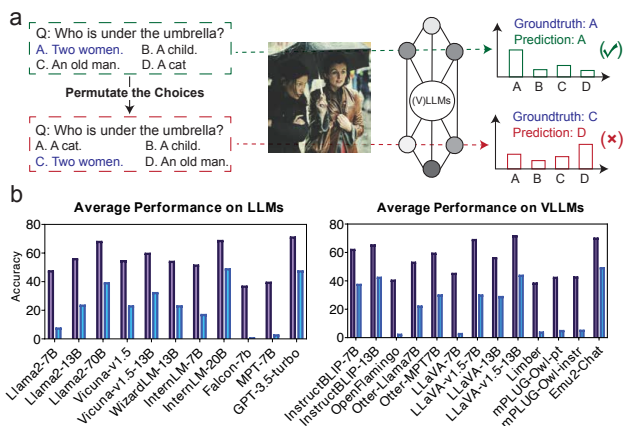 a
Q: Who is under the umbrella?
A. Two women. B. A child.
C. An old man. D. A cat
Permutate the Choices
Q: Who is under the umbrella?
A. A cat. B. A child.
C. Two women. D. An old man.
(V)LLMs
Groundtruth: A
Prediction: A
(✓)
A B C D
Groundtruth: C
Prediction: D
(×)
A B C D
b
Average Performance on LLMs
Accuracy
80
60
40
20
0
Llama2-7B
Llama2-13B
Llama2-70B
Vicuna-v1.5
Vicuna-v1.5-13B
WizardLM-13B
InternLM-7B
InternLM-20B
Falcon-7b
MPT-7B
GPT-3.5-turbo
Average Performance on VLLMs
80
60
40
20
0
InstructBLIP-7B
InstructBLIP-13B
OpenFlamingo
Otter-Llama7B
Otter-MPT7B
LLaVA-7B
LLaVA-v1.5-7B
LLaVA-13B
LLaVA-v1.5-13B
Limber
mPLUG-Owl-pt
mPLUG-Owl-instr
Emu2-Chat